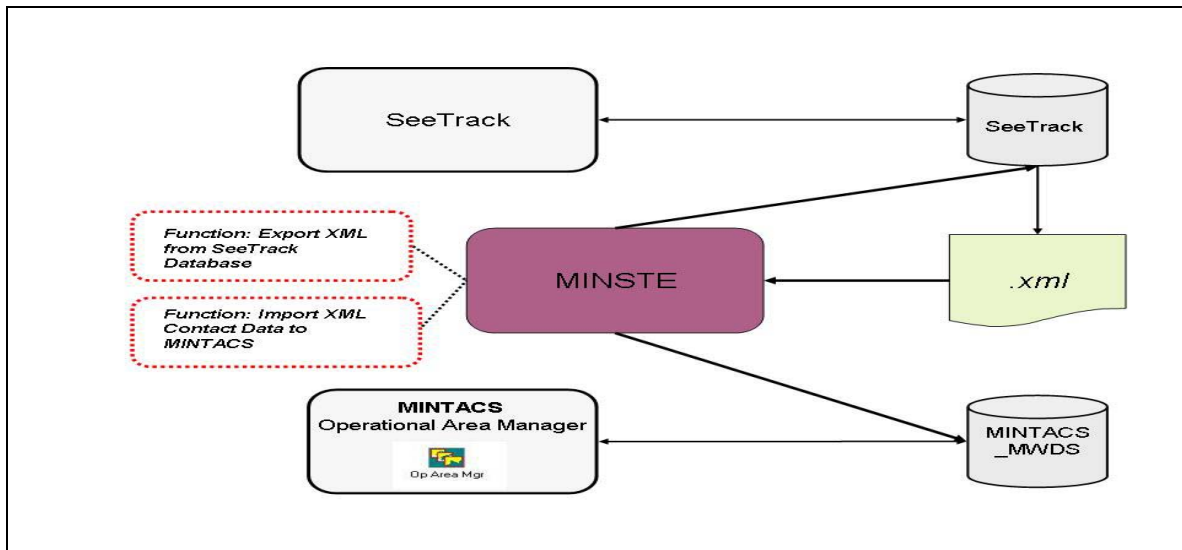 SeeTrack
SeeTrack
Function: Export XML
from SeeTrack
Database
MINSTE
.xml
Function: Import XML
Contact Data to
MINTACS
MINTACS
Operational Area Manager
Op Area Mgr
MINTACS
_MWDS